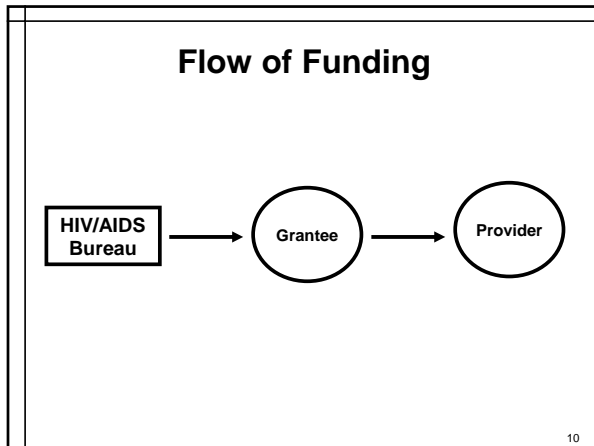 Flow of Funding
HIV/AIDS
Bureau
Grantee
Provider
10